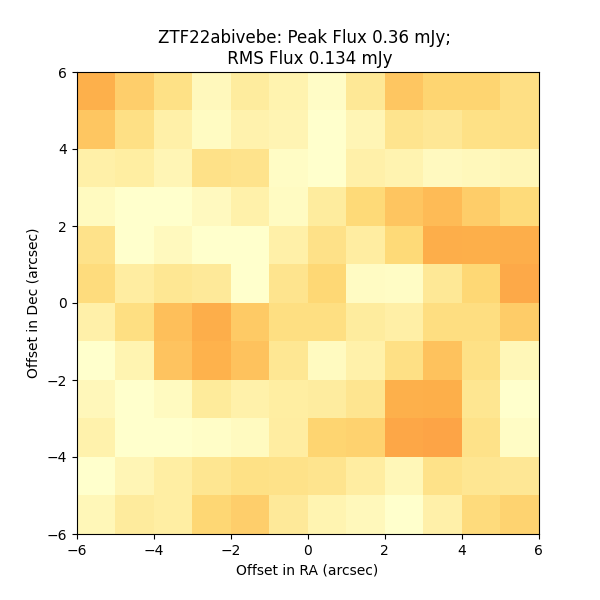 ZTF22abivebe: Peak Flux 0.36 mJy;
RMS Flux 0.134 mJy
6
4
2
0
−2
−4
−6
Offset in Dec (arcsec)
−6 −4 −2 0 2 4 6
Offset in RA (arcsec)